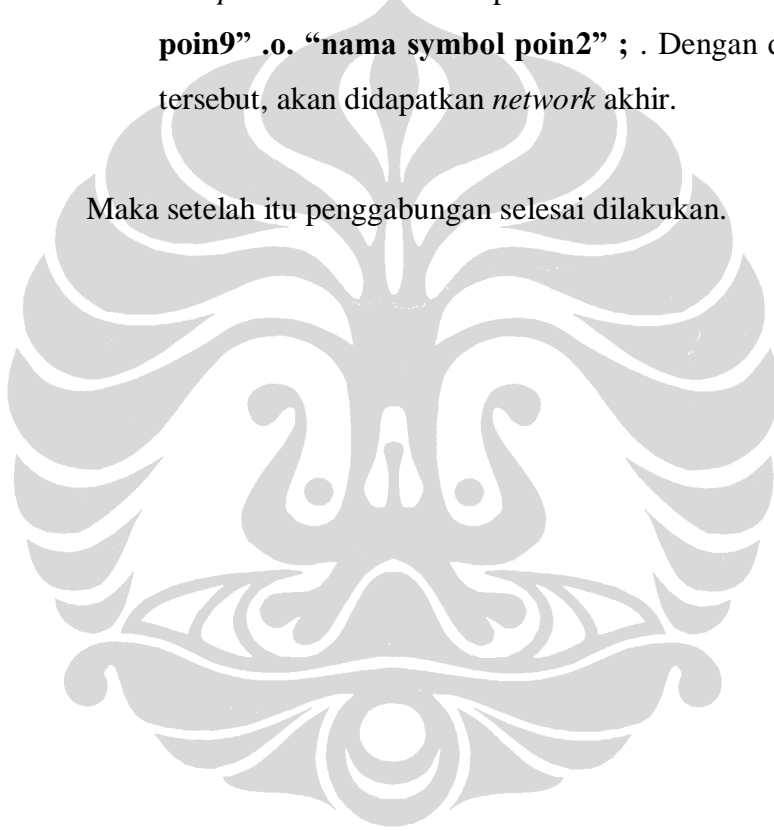 poin9” .o. “nama symbol poin2” ; . Dengan
tersebut, akan didapatkan network akhir.
Maka setelah itu penggabungan selesai dilakukan.